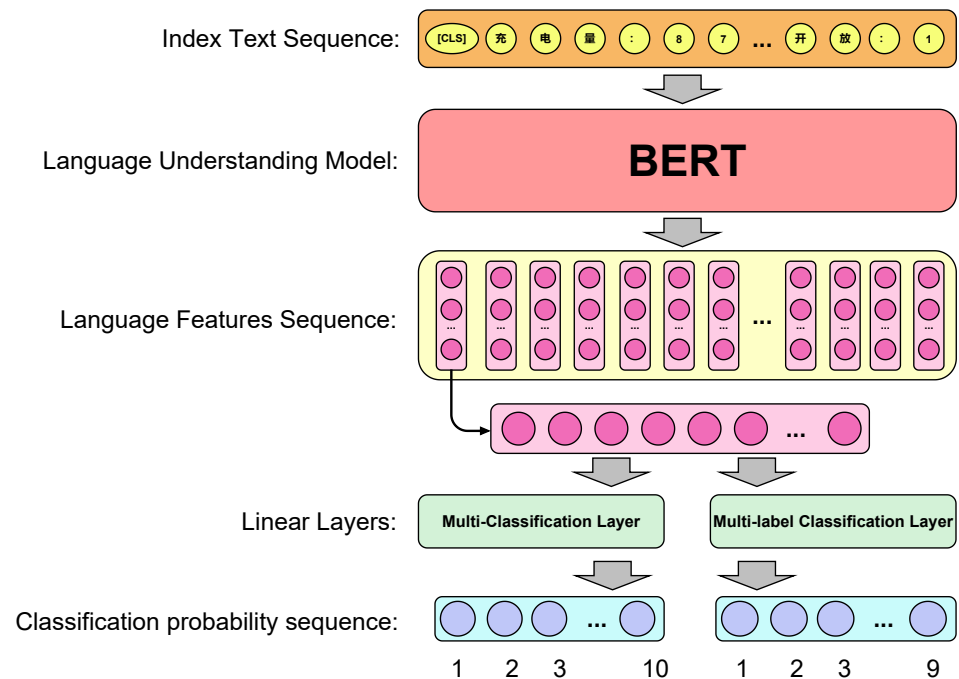 Index Text Sequence: [CLS] 充 电 量 : 8 7 ... 开 放 : 1
Language Understanding Model: BERT
Language Features Sequence:
... ... ... ... ... ... ... ... ... ... ... ...
...
Linear Layers: Multi-Classification Layer Multi-label Classification Layer
Classification probability sequence: ... ...
1 2 3 10 1 2 3 9